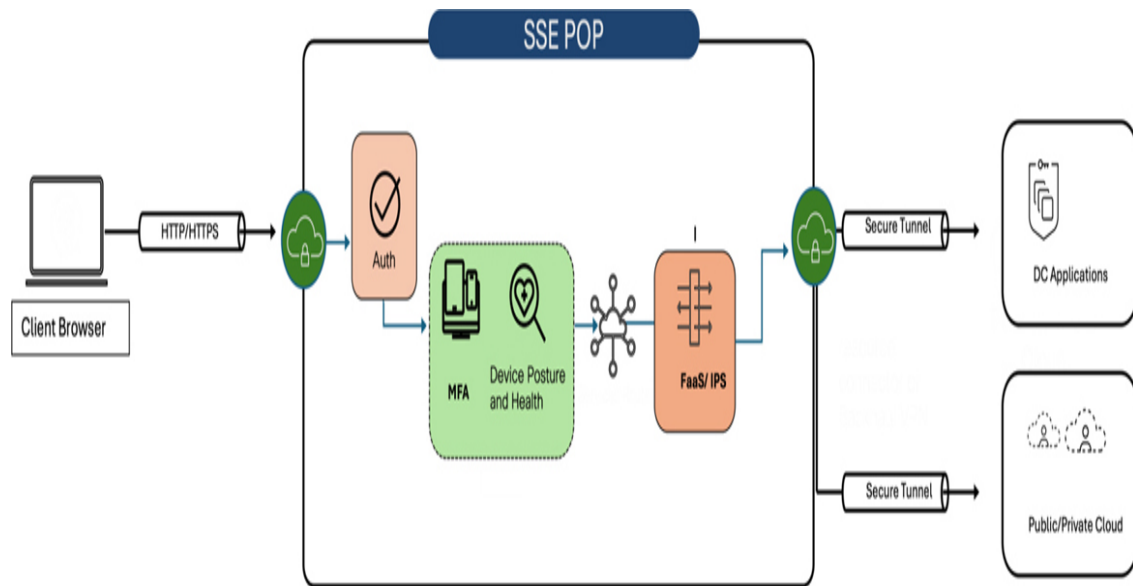 SSE POP
HTTP/HTTPS
Client Browser
Auth
MFA
Device Posture
and Health
FaaS/ IPS
Secure Tunnel
DC Applications
Secure Tunnel
Public/Private Cloud